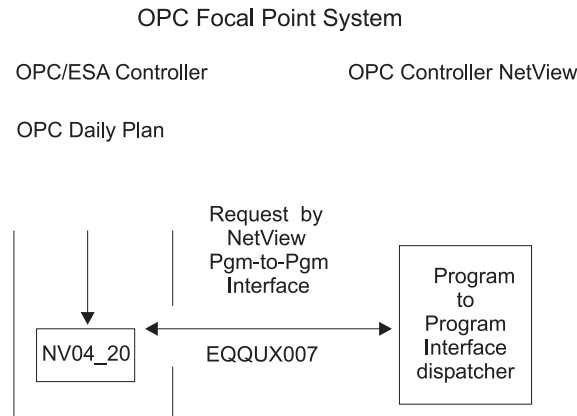 OPC Focal Point System
OPC/ESA Controller
OPC Controller NetView
OPC Daily Plan
Request by
NetView
Pgm-to-Pgm
Interface
NV04_20
EQQUX007
Program
to
Program
Interface
dispatcher